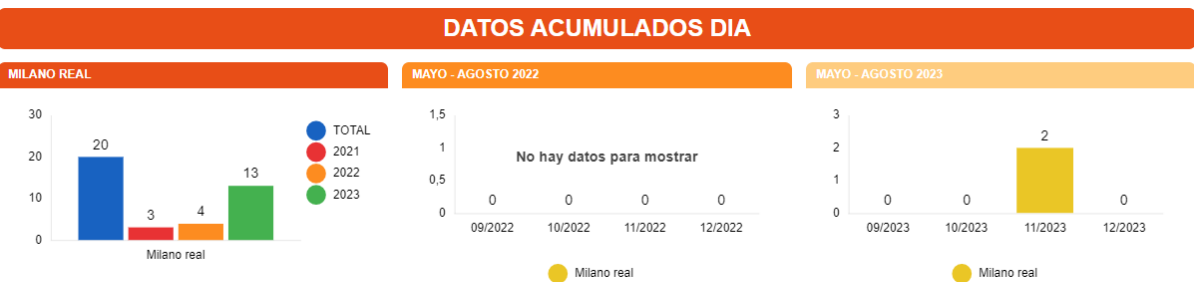 DATOS ACUMULADOS DIA
MILANO REAL
30
20
10
0
20
3
4
13
Milano real
TOTAL
2021
2022
2023
MAYO - AGOSTO 2022
1,5
1
0,5
0
No hay datos para mostrar
0 0 0 0
09/2022 10/2022 11/2022 12/2022
Milano real
MAYO - AGOSTO 2023
3
2
1
0
0 0 2 0
09/2023 10/2023 11/2023 12/2023
Milano real